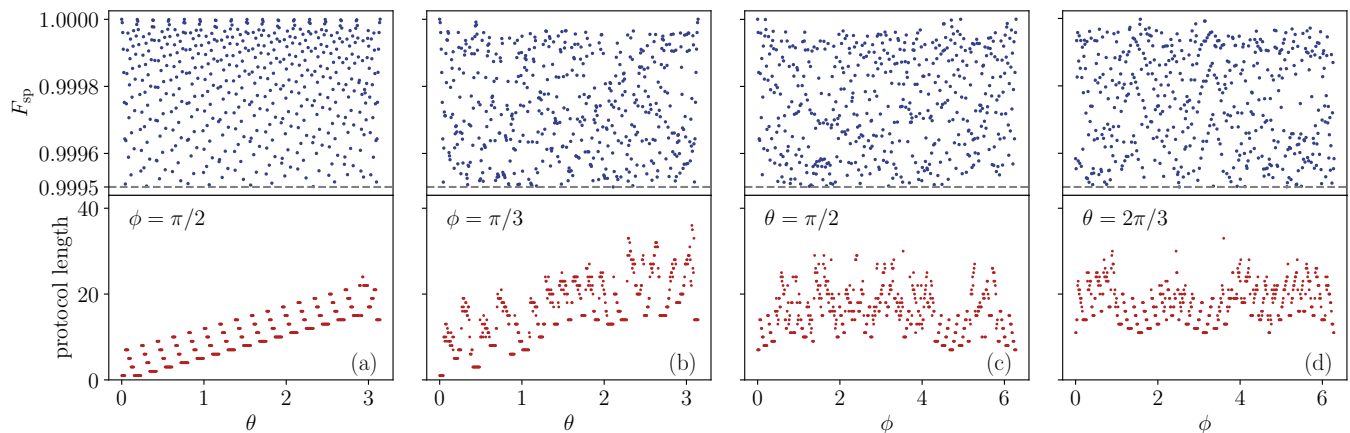 F_sp
1.0000
0.9998
0.9996
0.9995
protocol length
40
20
0
ϕ = π/2
ϕ = π/3
θ = π/2
θ = 2π/3
(a)
(b)
(c)
(d)
0 1 2 3
0 1 2 3
0 2 4 6
0 2 4 6
θ
θ
ϕ
ϕ